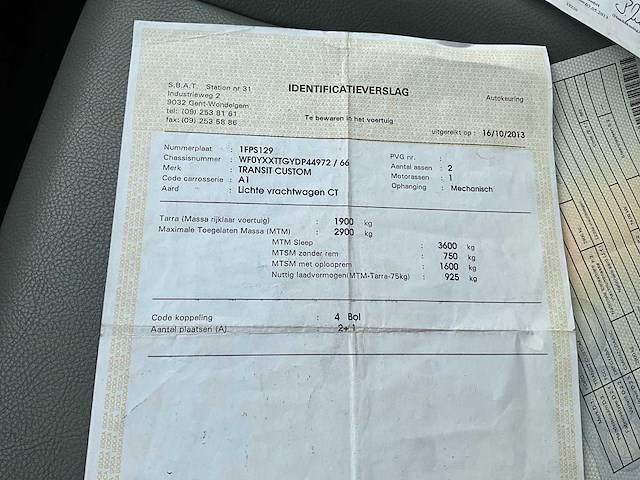 S.B.A.T. Station nr 31
Industrieweg 2
9032 Gent-Wondelgem
tel: (09) 253 81 61
fax: (09) 253 58 86
IDENTIFICATIEVERSLAG
Autokeuring
Te bewaren in het voertuig
uitgereikt op : 16/10/2013
Nummerplaat : 1FPS129
Chassisnummer : WF0YXXTTGYDP44972 / 66
Merk : TRANSIT CUSTOM
Code carrosserie : A1
Aard : Lichte vrachtwagen CT
PVG nr. :
Aantal assen : 2
Motorassen : 1
Ophanging : Mechanisch
Tarra (Massa rijklaar voertuig) : 1900 kg
Maximale Toegelaten Massa (MTM) : 2900 kg
MTM Sleep : 3600 kg
MTSM zonder rem : 750 kg
MTSM met oplooprem : 1600 kg
Nuttig laadvermogen(MTM-Tarra-75kg) : 925 kg
Code koppeling : 4 Bol
Aantal plaatsen (A) : 2+1